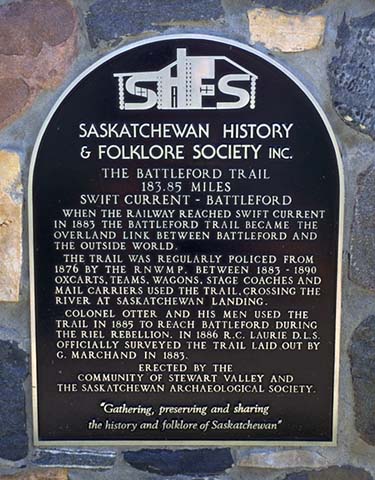 SHFS
SASKATCHEWAN HISTORY
& FOLKLORE SOCIETY INC.
THE BATTLEFORD TRAIL
183.85 MILES
SWIFT CURRENT - BATTLEFORD
WHEN THE RAILWAY REACHED SWIFT CURRENT
IN 1883 THE BATTLEFORD TRAIL BECAME THE
OVERLAND LINK BETWEEN BATTLEFORD AND
THE OUTSIDE WORLD.
THE TRAIL WAS REGULARLY POLICED FROM
1876 BY THE R N W M P. BETWEEN 1883 - 1890
OXCARTS, TEAMS, WAGONS, STAGE COACHES AND
MAIL CARRIERS USED THE TRAIL, CROSSING THE
RIVER AT SASKATCHEWAN LANDING.
COLONEL OTTER AND HIS MEN USED THE
TRAIL IN 1885 TO REACH BATTLEFORD DURING
THE RIEL REBELLION. IN 1886 R.C. LAURIE D.L.S.
OFFICIALLY SURVEYED THE TRAIL LAID OUT BY
G. MARCHAND IN 1883.
ERECTED BY THE
COMMUNITY OF STEWART VALLEY AND
THE SASKATCHEWAN ARCHAEOLOGICAL SOCIETY.
"Gathering, preserving and sharing
the history and folklore of Saskatchewan"